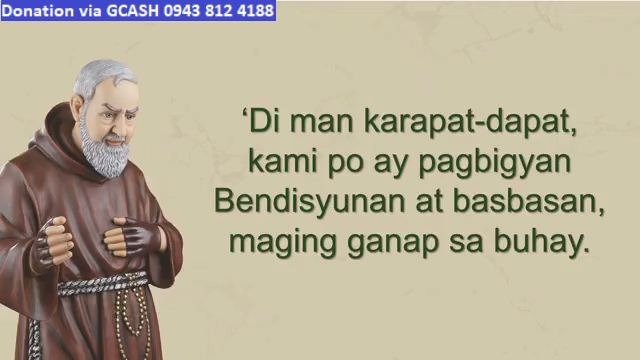 Donation via GCASH 0943 812 4188
‘Di man karapat-dapat,
kami po ay pagbigyan
Bendisyunan at basbasan,
maging ganap sa buhay.